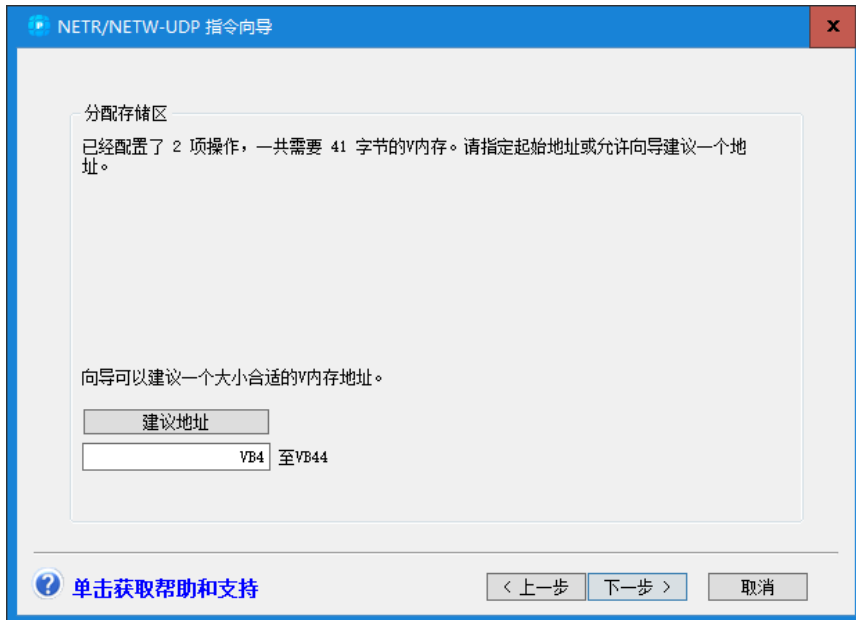 NETR/NETW-UDP 指令向导
x
分配存储区
已经配置了 2 项操作，一共需要 41 字节的V内存。请指定起始地址或允许向导建议一个地
址。
向导可以建议一个大小合适的V内存地址。
建议地址
VB4 至VB44
? 单击获取帮助和支持
< 上一步 下一步 > 取消